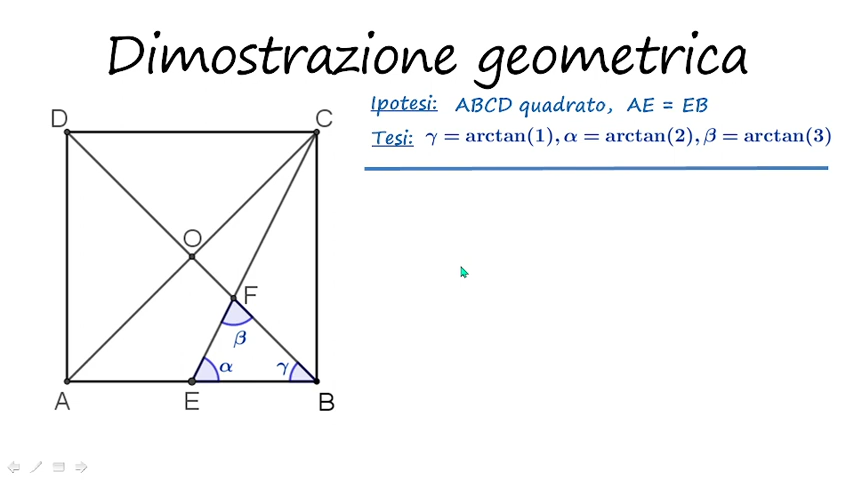 Dimostrazione geometrica
Ipotesi: ABCD quadrato, AE = EB
Tesi: γ = arctan(1), α = arctan(2), β = arctan(3)
D
C
O
F
β
α
γ
A
E
B